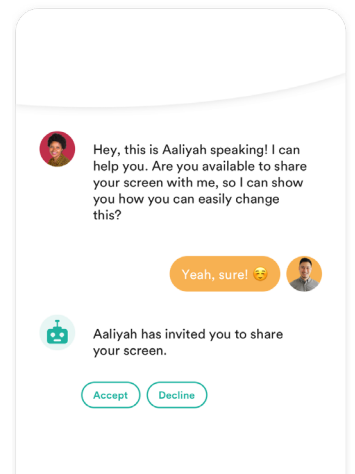 Hey, this is Aaliyah speaking! I can
help you. Are you available to share
your screen with me, so I can show
you how you can easily change
this?
Yeah, sure! 😌
Aaliyah has invited you to share
your screen.
Accept
Decline